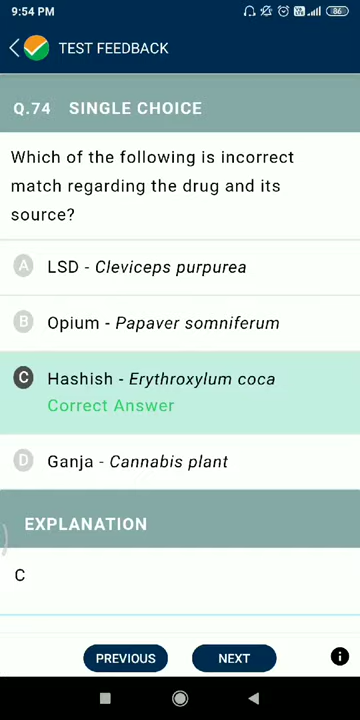 9:54 PM
86
TEST FEEDBACK
Q.74 SINGLE CHOICE
Which of the following is incorrect
match regarding the drug and its
source?
A LSD - Cleviceps purpurea
B Opium - Papaver somniferum
C Hashish - Erythroxylum coca
Correct Answer
D Ganja - Cannabis plant
EXPLANATION
C
PREVIOUS NEXT